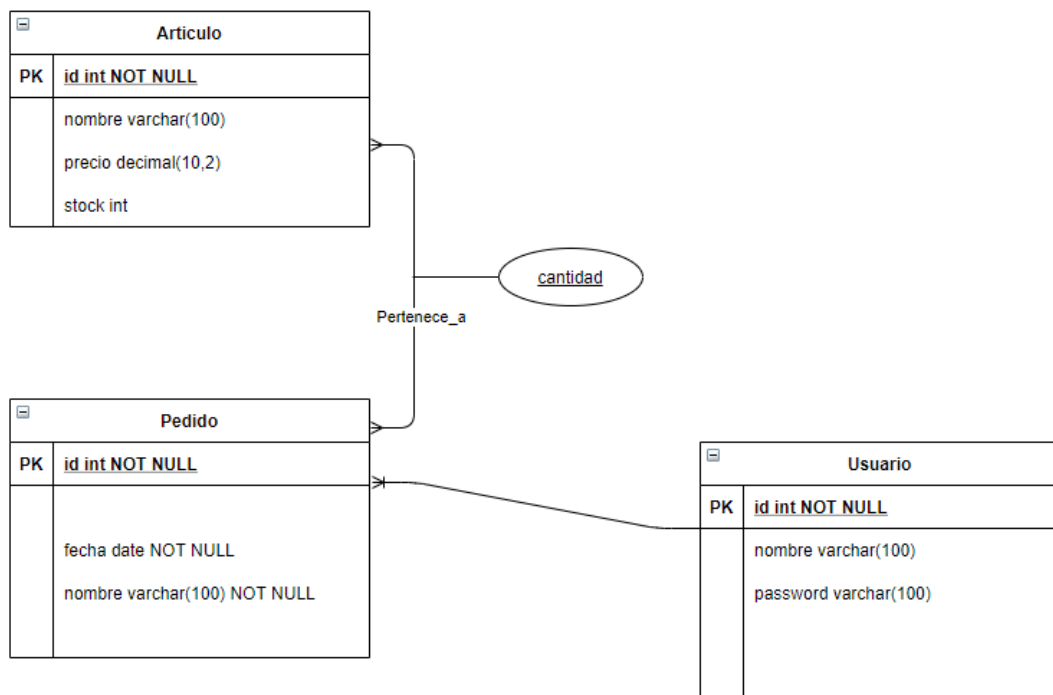 Articulo
PK id int NOT NULL
nombre varchar(100)
precio decimal(10,2)
stock int
cantidad
Pertenece_a
Pedido
PK id int NOT NULL
fecha date NOT NULL
nombre varchar(100) NOT NULL
Usuario
PK id int NOT NULL
nombre varchar(100)
password varchar(100)